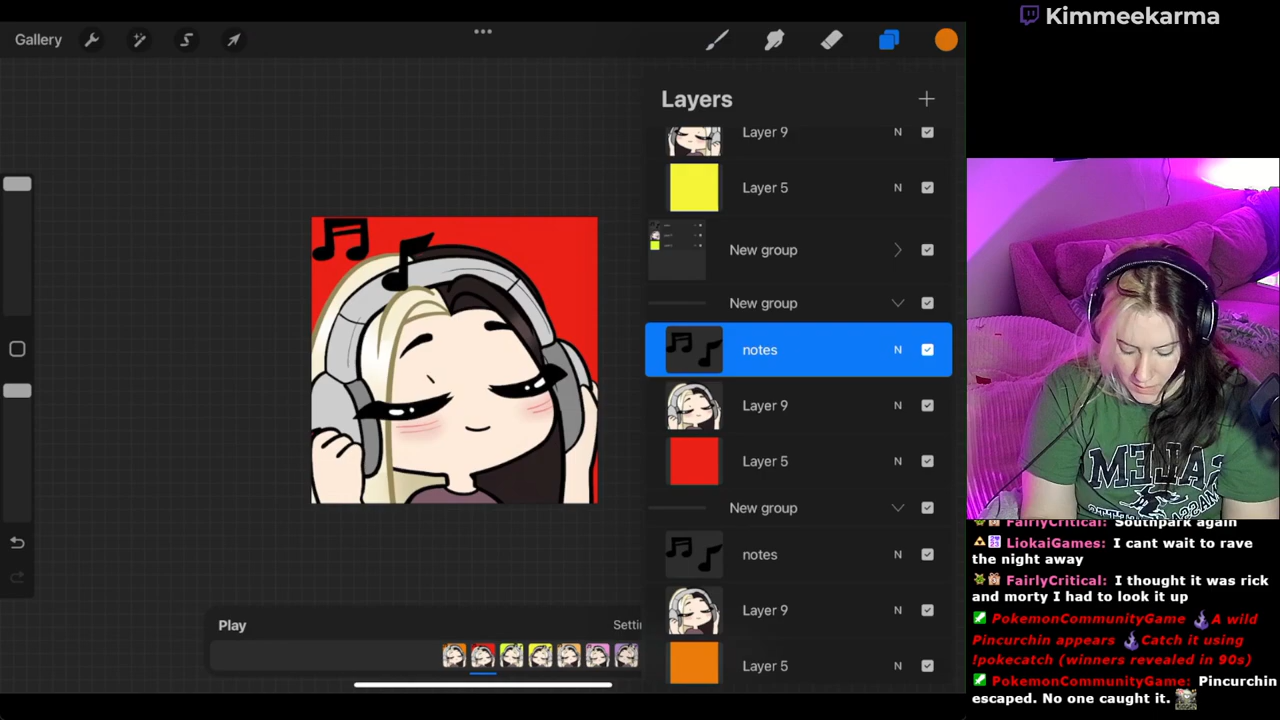 Kimmeekarma
Gallery
Layers
Layer 9
N
Layer 5
N
New group
New group
notes
N
Layer 9
N
Layer 5
N
New group
notes
N
Layer 9
N
Layer 5
N
Play
Settin
SALEM
MASSACHUSETTS
FairlyCritical: Southpark again
LiokaiGames: I cant wait to rave
the night away
FairlyCritical: I thought it was rick
and morty I had to look it up
PokemonCommunityGame A wild
Pincurchin appears Catch it using
!pokecatch (winners revealed in 90s)
PokemonCommunityGame: Pincurchin
escaped. No one caught it.